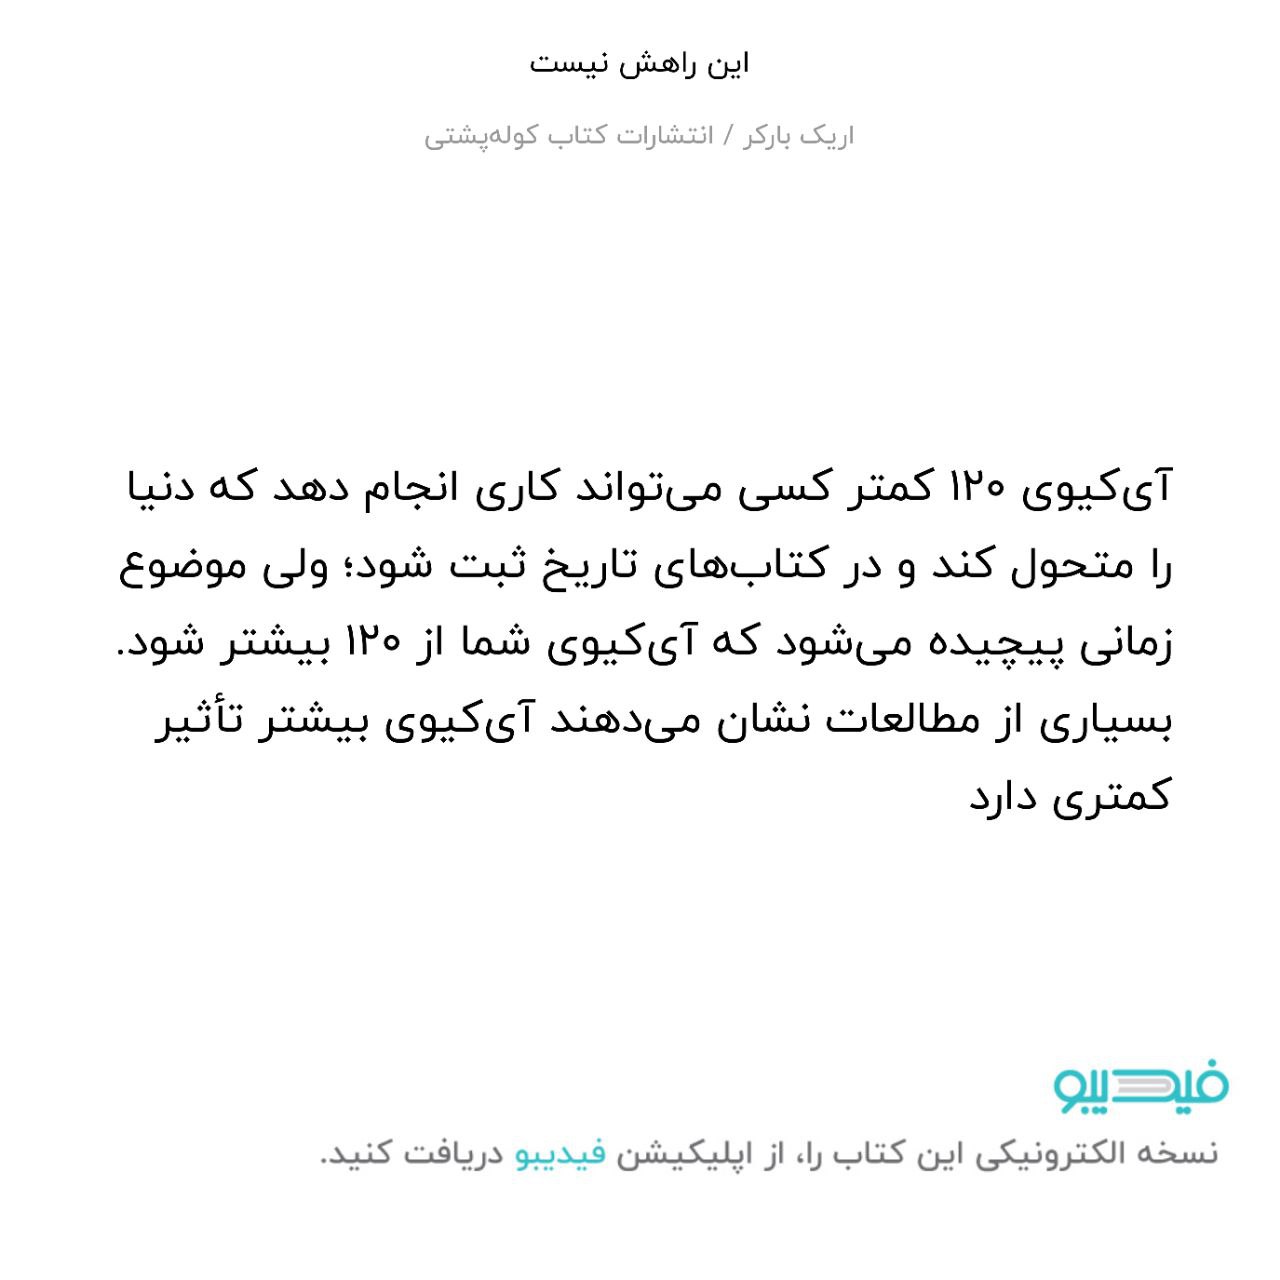 این راهش نیست
اریک بارکر / انتشارات کتاب کوله‌پشتی
آی‌کیوی ۱۲۰ کمتر کسی می‌تواند کاری انجام دهد که دنیا
را متحول کند و در کتاب‌های تاریخ ثبت شود؛ ولی موضوع
زمانی پیچیده می‌شود که آی‌کیوی شما از ۱۲۰ بیشتر شود.
بسیاری از مطالعات نشان می‌دهند آی‌کیوی بیشتر تأثیر
کمتری دارد
فیدیبو
نسخه الکترونیکی این کتاب را، از اپلیکیشن فیدیبو دریافت کنید.